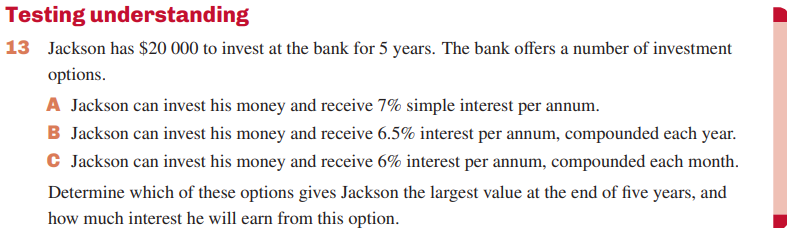 Testing understanding
13 Jackson has $20 000 to invest at the bank for 5 years. The bank offers a number of investment
options.
A Jackson can invest his money and receive 7% simple interest per annum.
B Jackson can invest his money and receive 6.5% interest per annum, compounded each year.
C Jackson can invest his money and receive 6% interest per annum, compounded each month.
Determine which of these options gives Jackson the largest value at the end of five years, and
how much interest he will earn from this option.